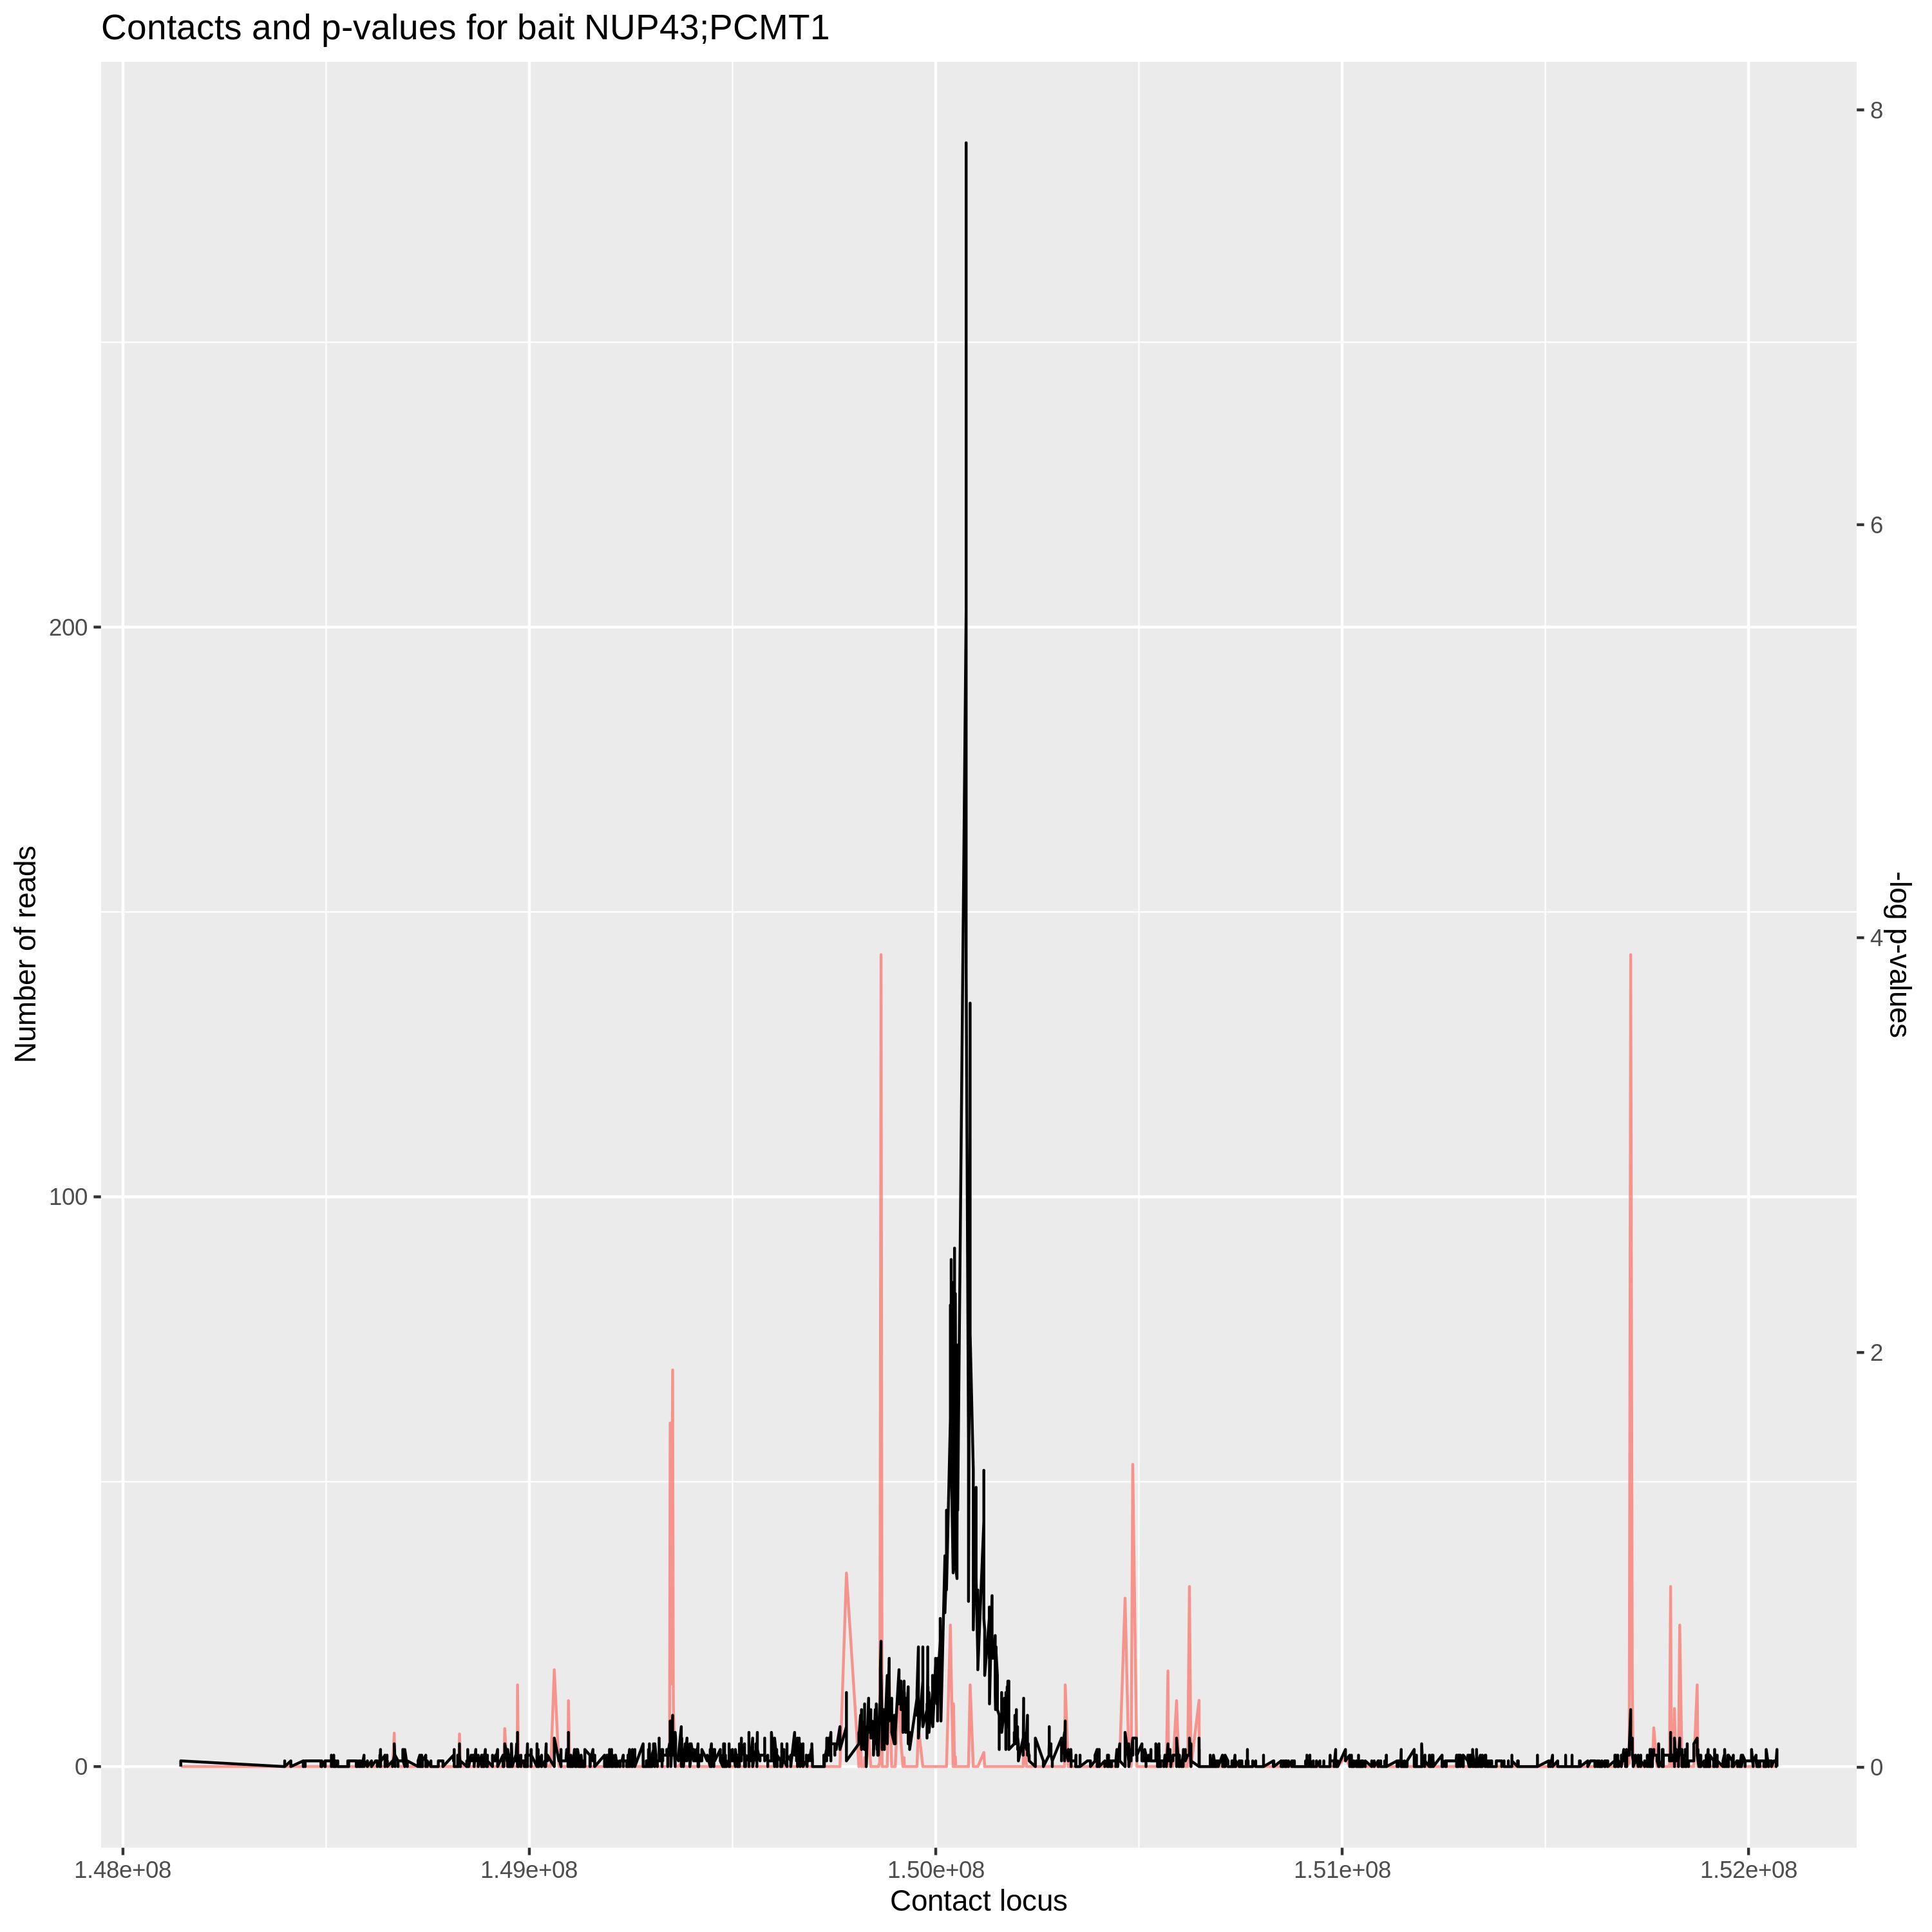 Contacts and p-values for bait NUP43;PCMT1
8
6
4
2
0
200
100
0
Number of reads
-log p-values
1.48e+08
1.49e+08
1.50e+08
1.51e+08
1.52e+08
Contact locus